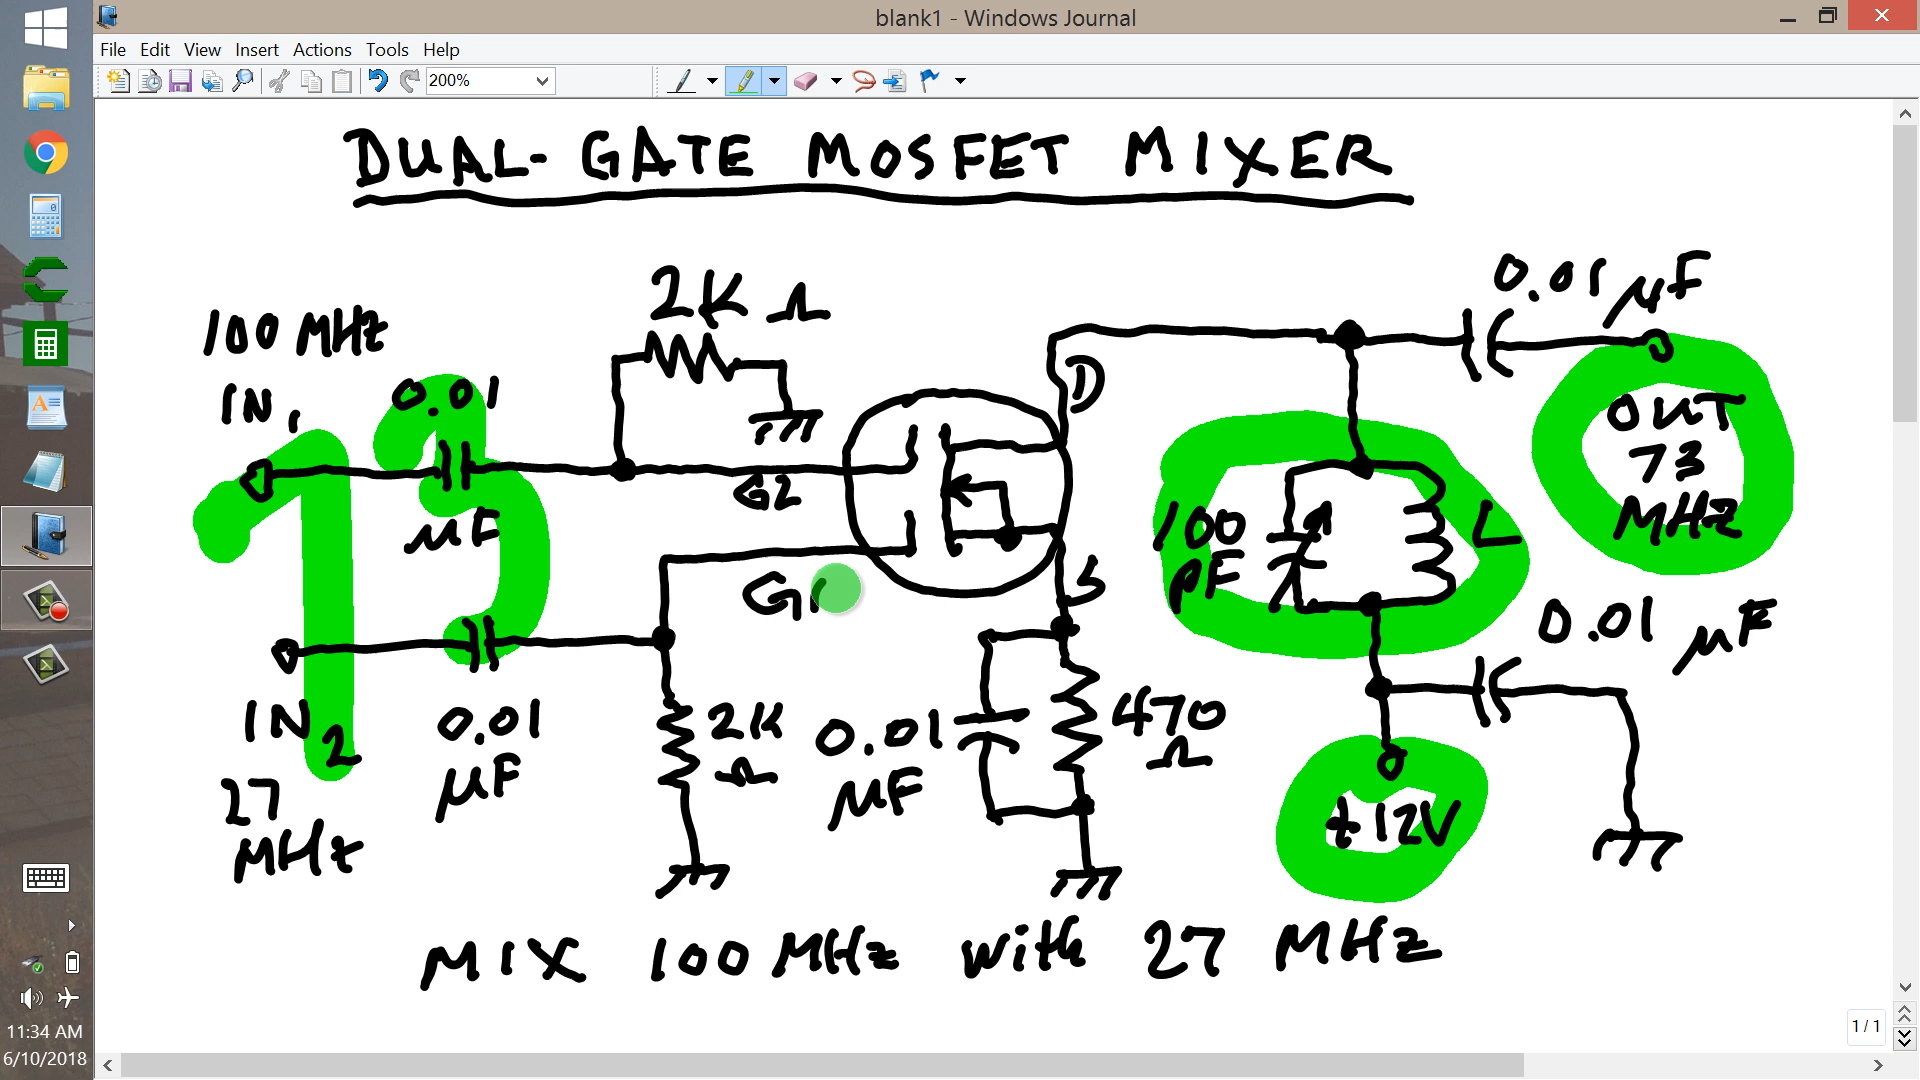 blank1 - Windows Journal
File Edit View Insert Actions Tools Help
200%
DUAL-GATE MOSFET MIXER
2K Ω
0.01 μF
100 MHz
IN1
0.01
μF
G2
D
OUT
73
MHz
100
pF
L
G1
S
0.01 μF
IN2
27
MHz
0.01
μF
2K
Ω
0.01
μF
470
Ω
+12V
73
MIX 100 MHz with 27 MHz
1 / 1
11:34 AM
6/10/2018